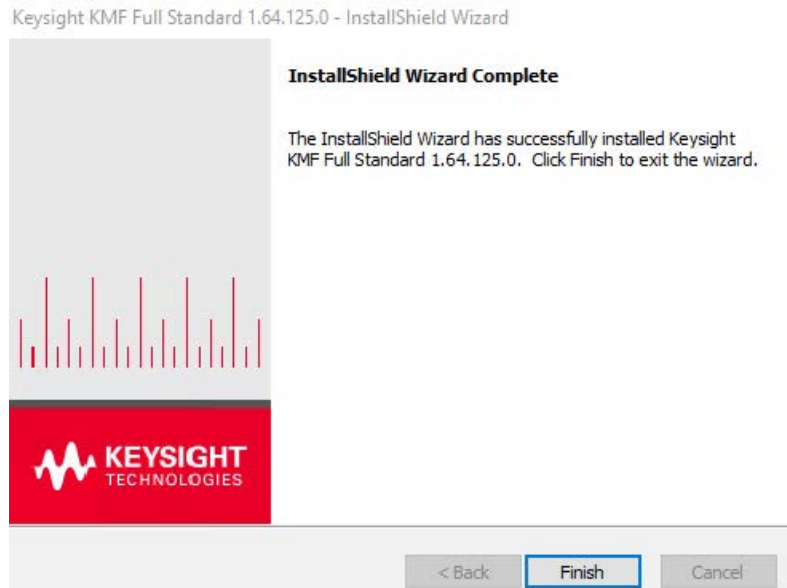 Keysight KMF Full Standard 1.64.125.0 - InstallShield Wizard
InstallShield Wizard Complete
The InstallShield Wizard has successfully installed Keysight
KMF Full Standard 1.64.125.0. Click Finish to exit the wizard.
KEYSIGHT
TECHNOLOGIES
< Back
Finish
Cancel